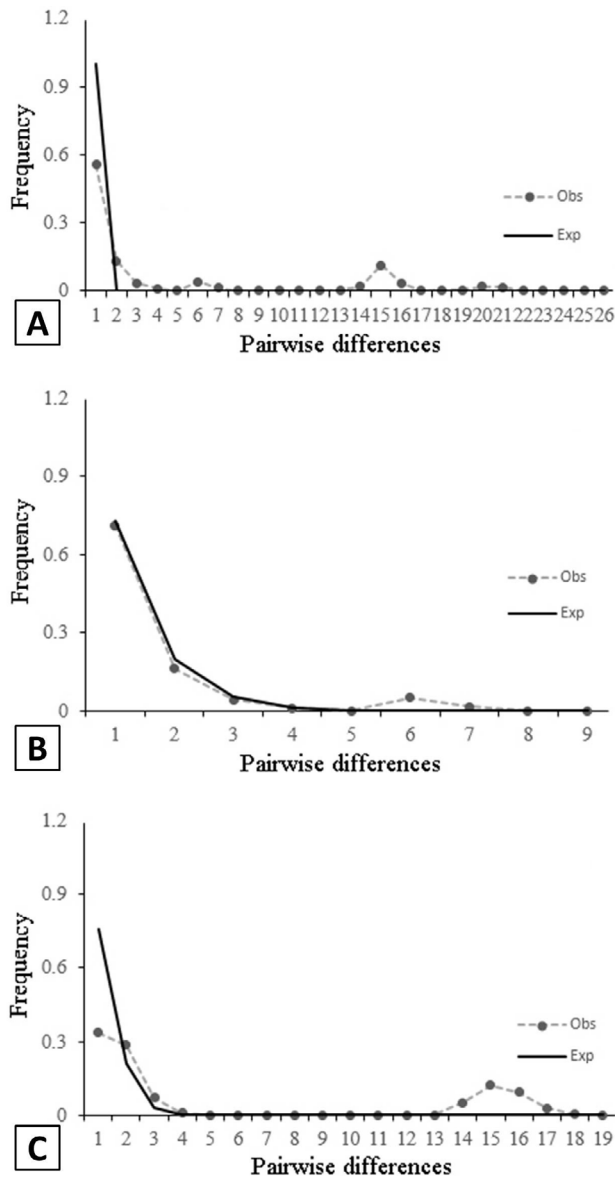 1.2
0.9
Frequency
0.6
Obs
Exp
0.3
0
1 2 3 4 5 6 7 8 9 10 11 12 13 14 15 16 17 18 19 20 21 22 23 24 25 26
A
Pairwise differences
1.2
0.9
Frequency
0.6
Obs
Exp
0.3
0
1 2 3 4 5 6 7 8 9
B
Pairwise differences
1.2
0.9
Frequency
0.6
Obs
Exp
0.3
0
1 2 3 4 5 6 7 8 9 10 11 12 13 14 15 16 17 18 19
C
Pairwise differences